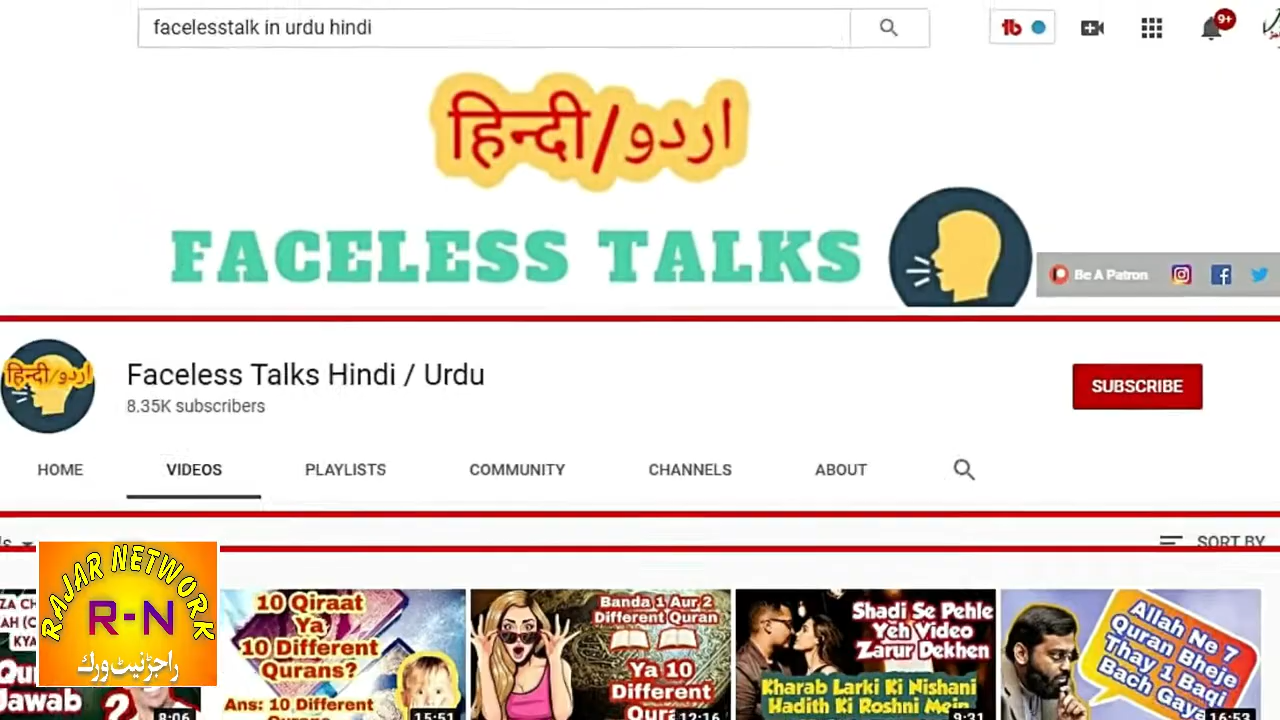 facelesstalk in urdu hindi
9+
हिन्दी/اردو
FACELESS TALKS
Be A Patron
हिन्दी/اردو
Faceless Talks Hindi / Urdu
8.35K subscribers
SUBSCRIBE
HOME VIDEOS PLAYLISTS COMMUNITY CHANNELS ABOUT
SORT BY
RAJAR NETWORK
R-N
راجڑنیٹ ورک
Jawab
?
8:06
10 Qiraat
Ya
10 Different
Qurans?
Ans: 10 Different
15:51
Banda 1 Aur 2
Different Quran
Ya 10
Different
12:16
Shadi Se Pehle
Yeh Video
Zarur Dekhen
Kharab Larki Ki Nishani
Hadith Ki Roshni Mein
9:31
Allah Ne 7
Quran Bheje
Thay 1 Baqi
Bach Gaya
16:53